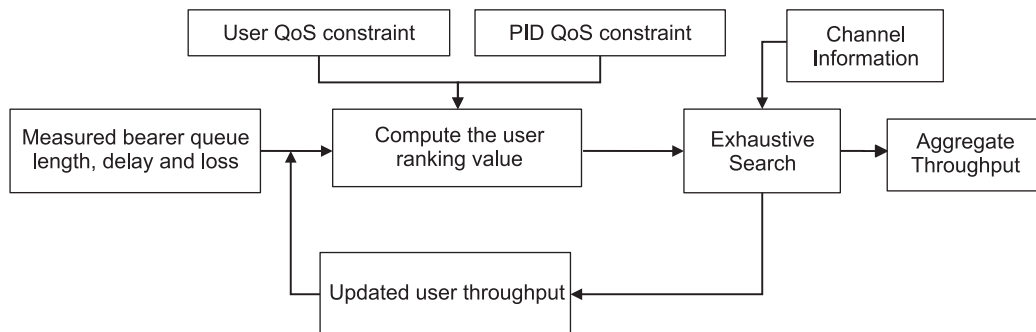 User QoS constraint
PID QoS constraint
Channel
Information
Measured bearer queue
length, delay and loss
Compute the user
ranking value
Exhaustive
Search
Aggregate
Throughput
Updated user throughput